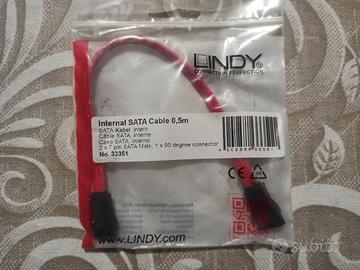 LINDY
CONNECTION PERFECTION
Internal SATA Cable 0,5m
SATA-Kabel, intern
Câble SATA, interne
Cavo SATA, interno
2 x 7 pin SATA Male, 1 x 90 degree connector
No. 33351
www.LINDY.com
subito